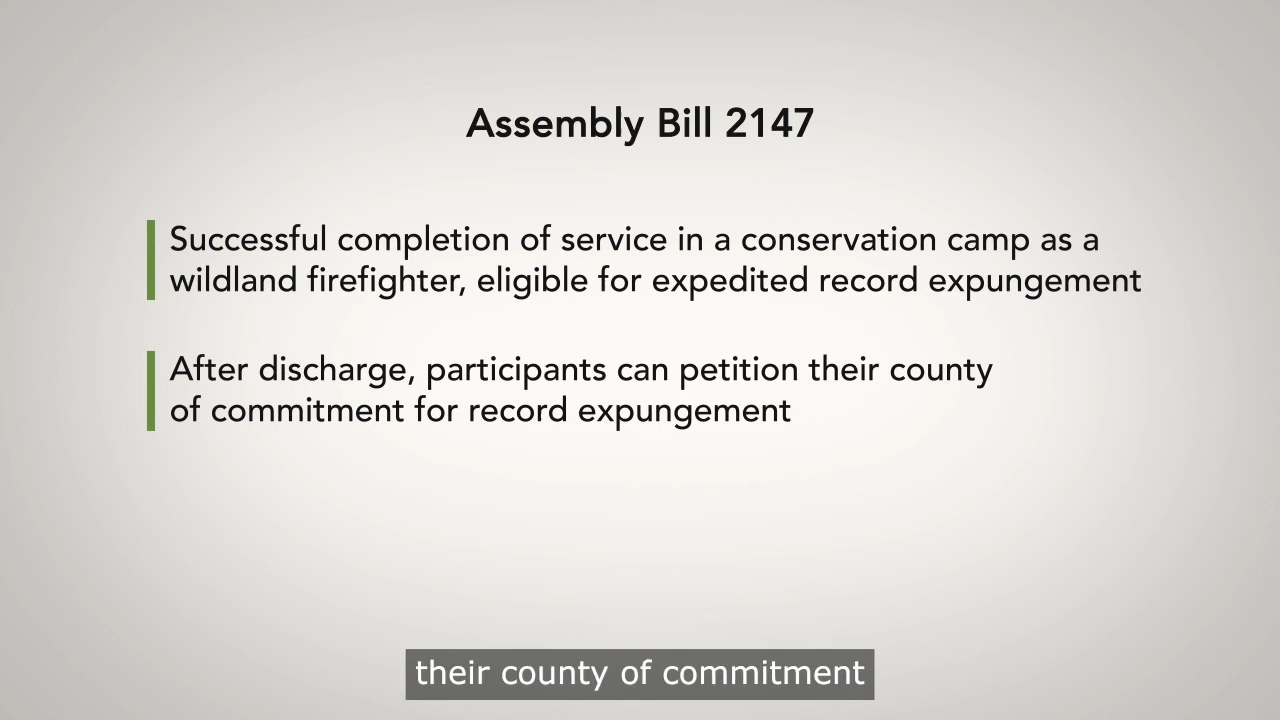 Assembly Bill 2147
Successful completion of service in a conservation camp as a
wildland firefighter, eligible for expedited record expungement
After discharge, participants can petition their county
of commitment for record expungement
their county of commitment